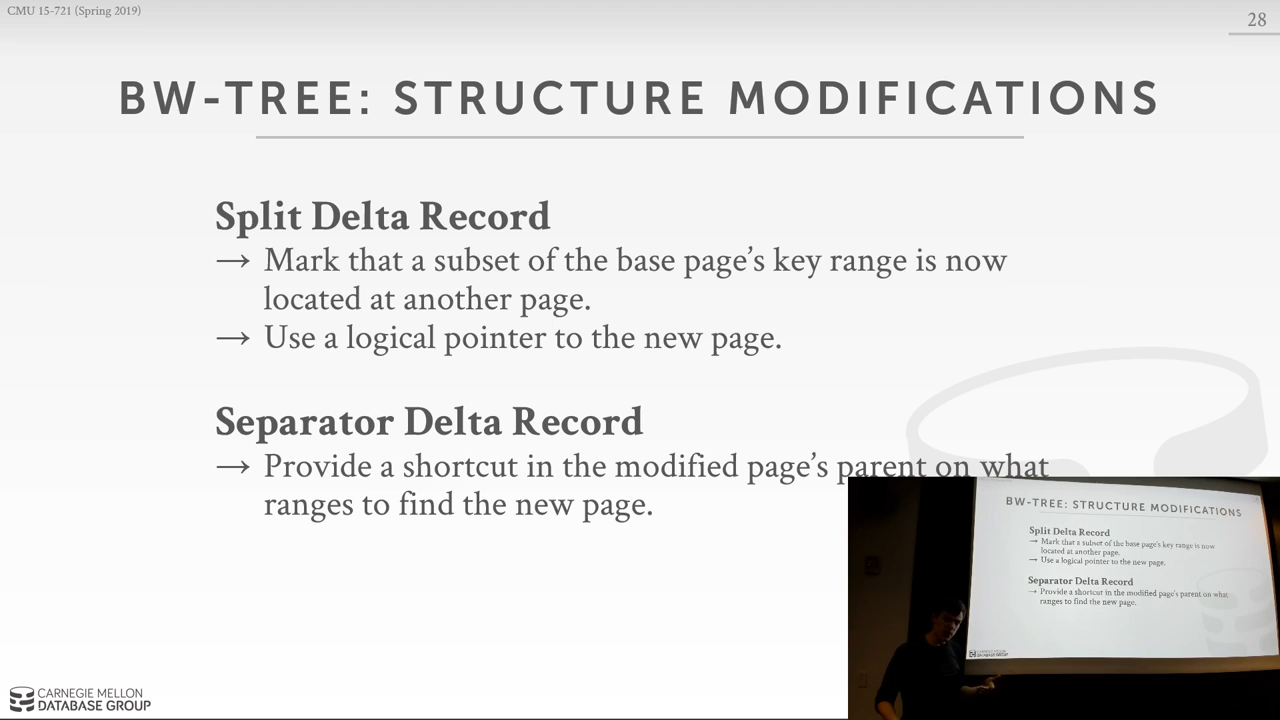 CMU 15-721 (Spring 2019)
28
BW-TREE: STRUCTURE MODIFICATIONS
Split Delta Record
→ Mark that a subset of the base page’s key range is now
located at another page.
→ Use a logical pointer to the new page.
Separator Delta Record
→ Provide a shortcut in the modified page’s parent on what
ranges to find the new page.
CARNEGIE MELLON
DATABASE GROUP
BW-TREE: STRUCTURE MODIFICATIONS
Split Delta Record
→ Mark that a subset of the base page’s key range is now
located at another page.
→ Use a logical pointer to the new page.
Separator Delta Record
→ Provide a shortcut in the modified page’s parent on what
ranges to find the new page.
CARNEGIE MELLON
DATABASE GROUP